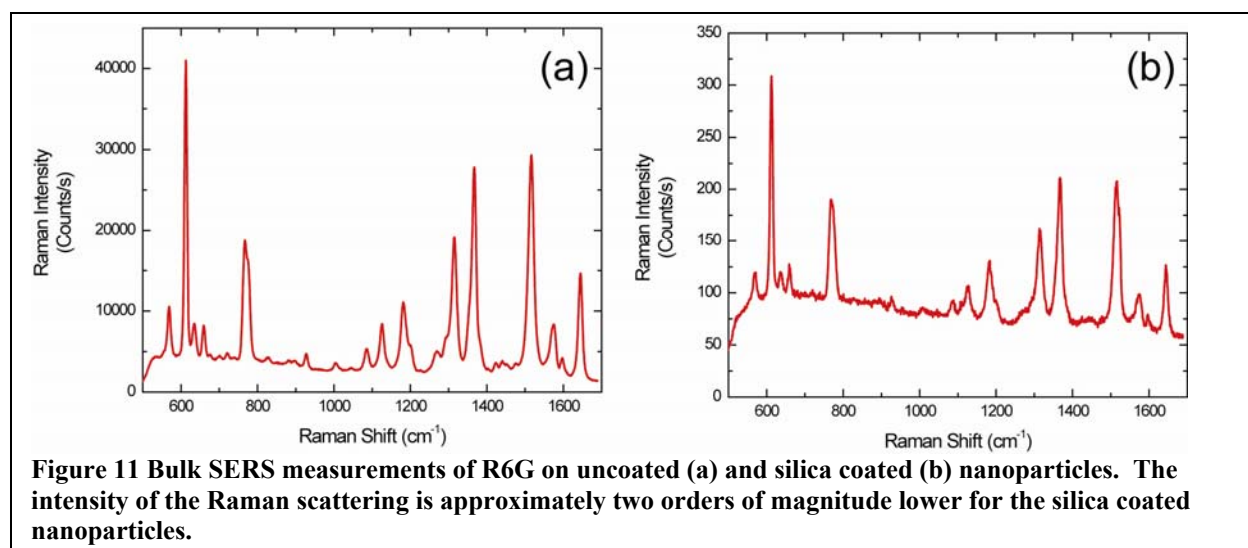 (a)
40000
30000
20000
10000
0
600 800 1000 1200 1400 1600
Raman Intensity
(Counts/s)
Raman Shift (cm-1)
(b)
350
300
250
200
150
100
50
0
600 800 1000 1200 1400 1600
Raman Intensity
(Counts/s)
Raman Shift (cm-1)
Figure 11 Bulk SERS measurements of R6G on uncoated (a) and silica coated (b) nanoparticles. The
intensity of the Raman scattering is approximately two orders of magnitude lower for the silica coated
nanoparticles.